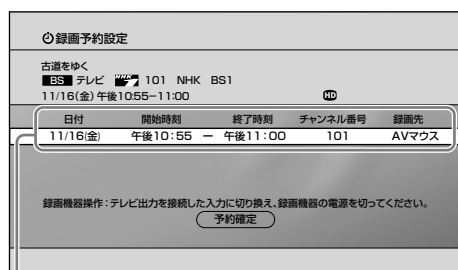 録画予約設定
古道をゆく
BS テレビ NHK 101 NHK BS1
11/16(金)午後10:55−11:00 HD
日付 開始時刻 終了時刻 チャンネル番号 録画先
11/16(金) 午後10:55 − 午後11:00 101 AVマウス
録画機器操作:テレビ出力を接続した入力に切り換え、録画機器の電源を切ってください。
予約確定